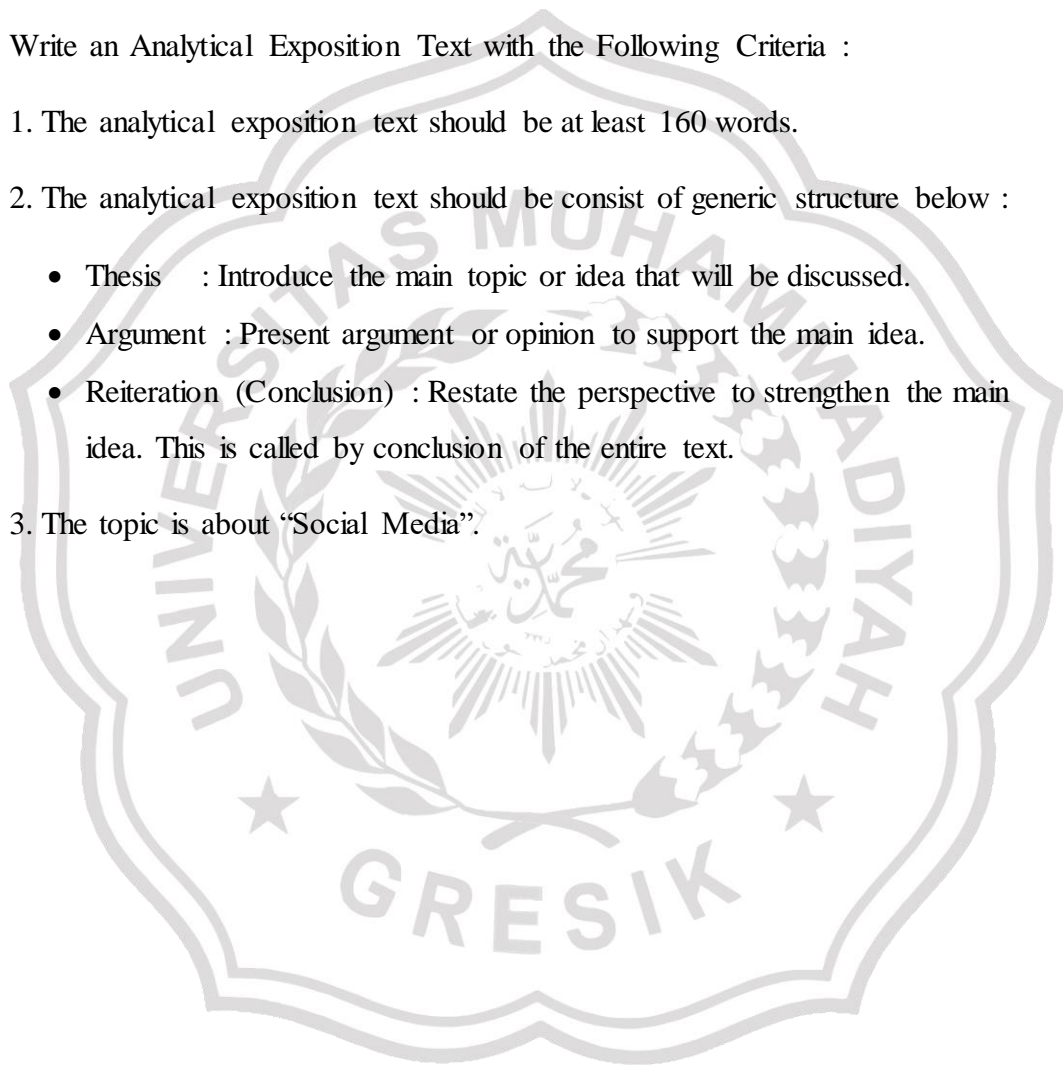 Write an Analytical Exposition Text with the Following Criteria :
1. The analytical exposition text should be at least 160 words.
2. The analytical exposition text should be consist of generic structure below :
• Thesis : Introduce the main topic or idea that will be discussed.
• Argument : Present argument or opinion to support the main idea.
• Reiteration (Conclusion) : Restate the perspective to strengthen the main
idea. This is called by conclusion of the entire text.
3. The topic is about “Social Media”.
UNIVERSITAS MUHAMMADIYAH
GRESIK